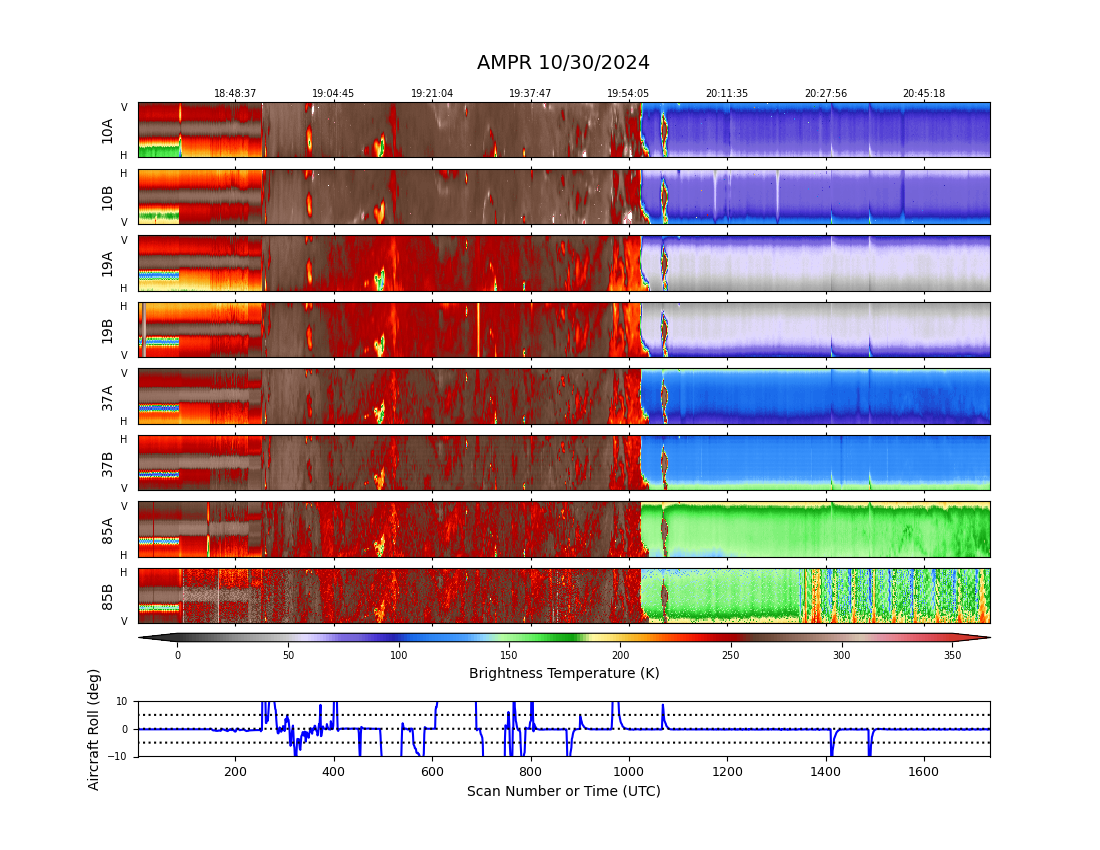 AMPR 10/30/2024
18:48:37 19:04:45 19:21:04 19:37:47 19:54:05 20:11:35 20:27:56 20:45:18
V
10A
H
H
10B
V
V
19A
H
H
19B
V
V
37A
H
H
37B
V
V
85A
H
H
85B
V
0 50 100 150 200 250 300 350
Brightness Temperature (K)
Aircraft Roll (deg)
10
0
−10
200 400 600 800 1000 1200 1400 1600
Scan Number or Time (UTC)